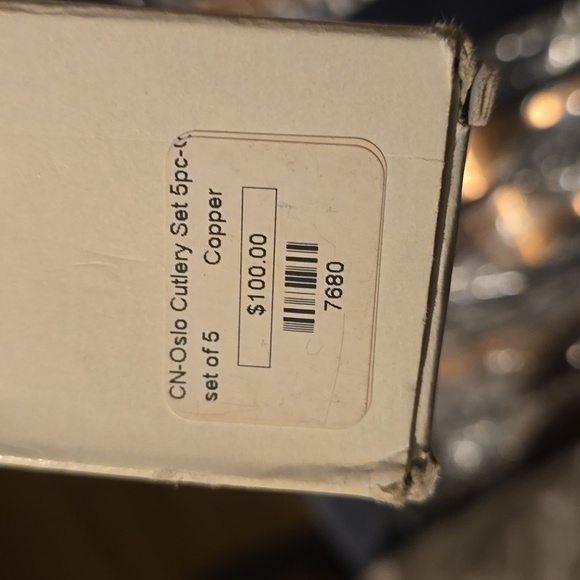 CN-Oslo Cutlery Set 5pc-
set of 5 Copper
$100.00
7680